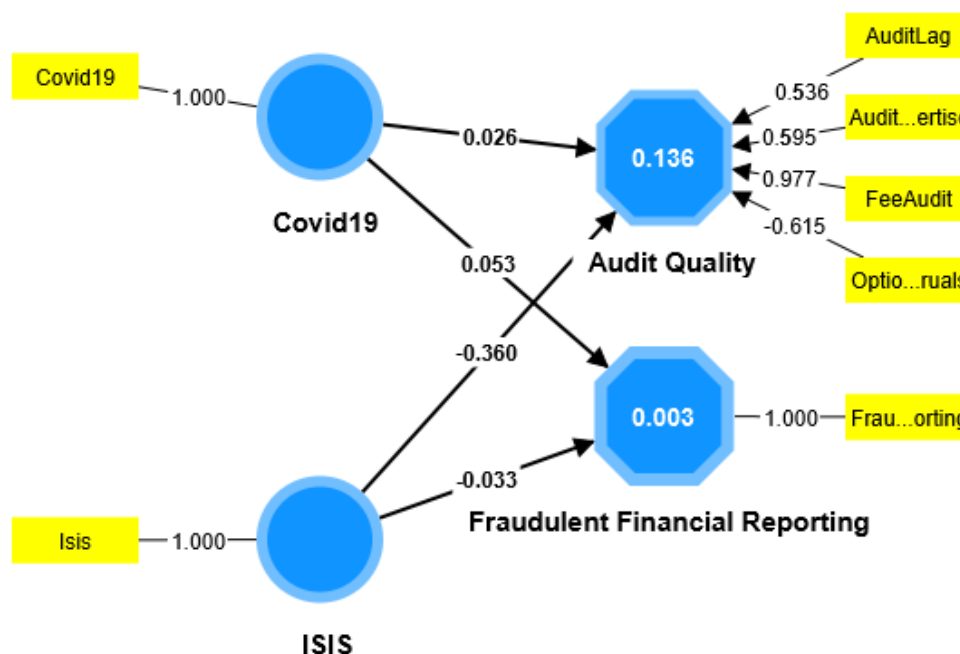 AuditLag
Covid19
1.000
0.536
Audit...ertise
0.026
0.595
0.136
0.977
FeeAudit
Covid19
-0.615
0.053
Audit Quality
Optio...ruals
-0.360
0.003
1.000
Frau...orting
-0.033
Fraudulent Financial Reporting
Isis
1.000
ISIS